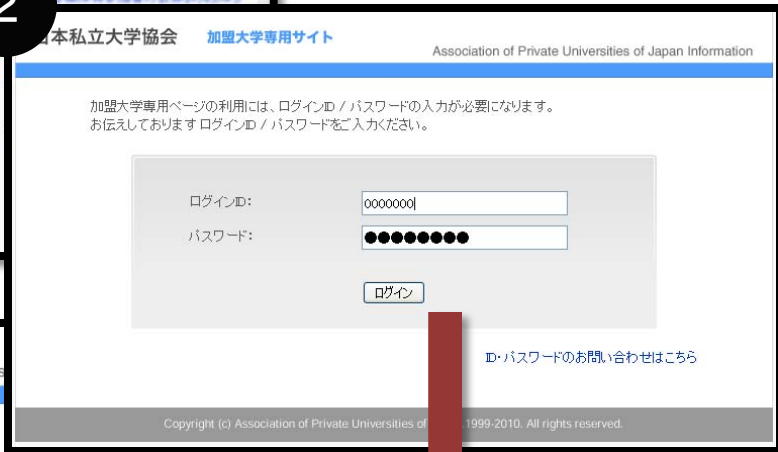 2
本私立大学協会 加盟大学専用サイト
Association of Private Universities of Japan Information
加盟大学専用ページの利用には、ログインID / パスワードの入力が必要になります。
お伝えしております ログインID / パスワードをご入力ください。
ログインID: 0000000
パスワード: ●●●●●●●●
ログイン
ID・パスワードのお問い合わせはこちら
Copyright (c) Association of Private Universities of 1999-2010. All rights reserved.